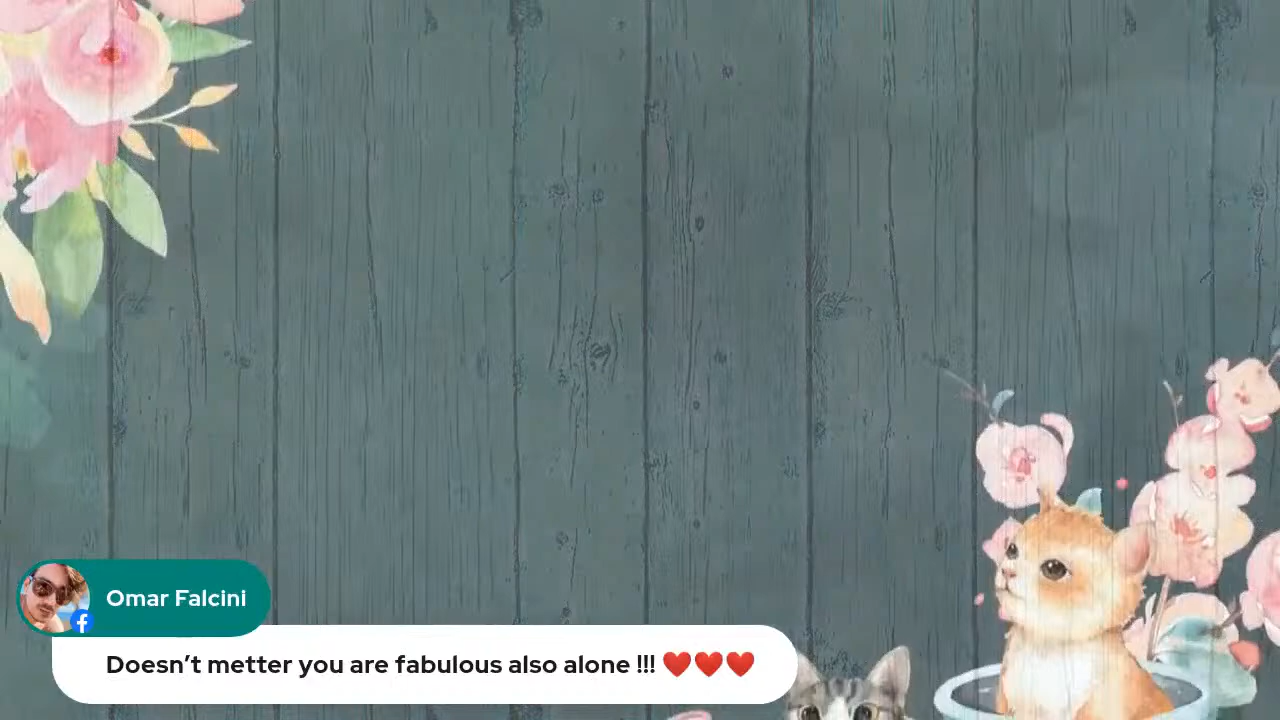 Omar Falcini
Doesn’t metter you are fabulous also alone !!! ❤️❤️❤️